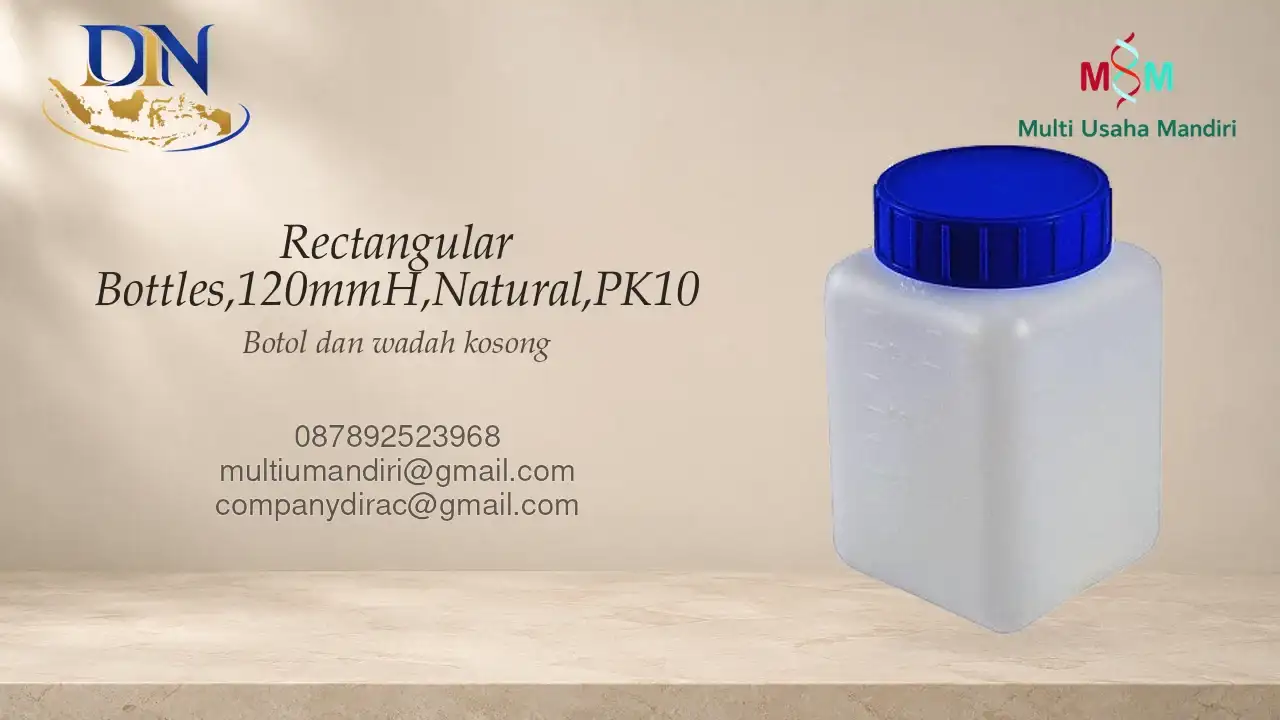 DN
M M
Multi Usaha Mandiri
Rectangular
Bottles,120mmH,Natural,PK10
Botol dan wadah kosong
087892523968
multiumandiri@gmail.com
companydirac@gmail.com